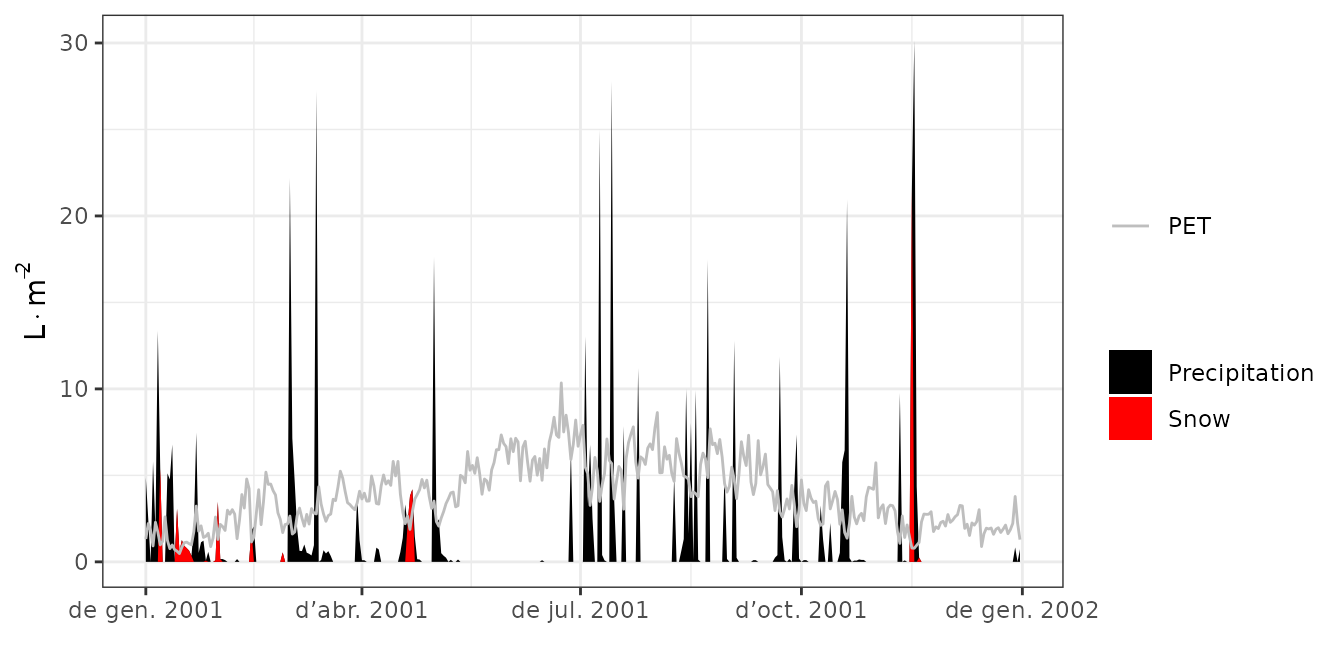 30
20
10
0
L · m⁻²
de gen. 2001
d’abr. 2001
de jul. 2001
d’oct. 2001
de gen. 2002
PET
Precipitation
Snow